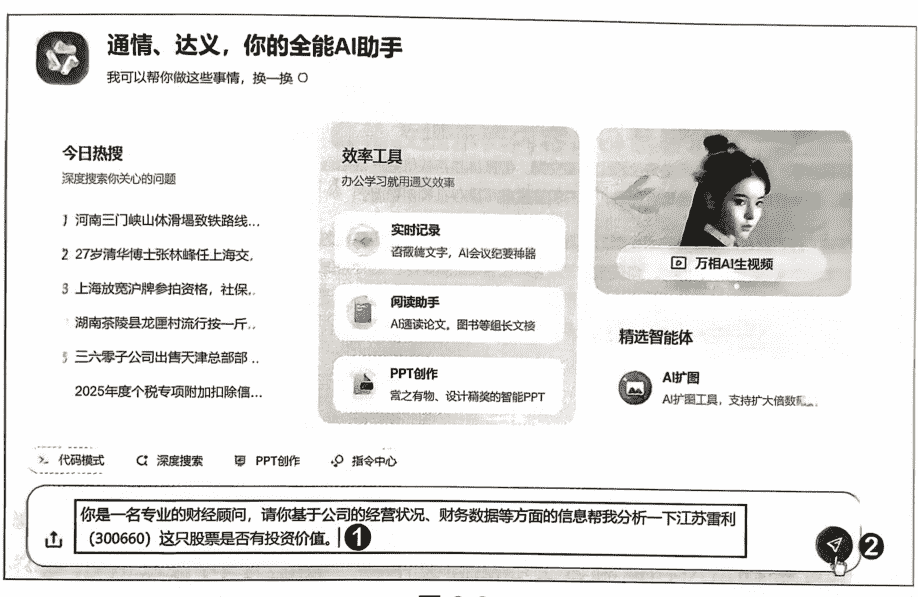 通情、达义，你的全能AI助手
我可以帮你做这些事情，换一换
今日热搜
深度搜索你关心的问题
1 河南三门峡山体滑塌致铁路线...
2 27岁清华博士张林峰任上海交.
3 上海放宽沪牌参拍资格，社保..
湖南茶陵县龙匣村流行按一斤..
5 三六零子公司出售天津总部部..
2025年度个税专项附加扣除信...
效率工具
办公学习就用通义效率
实时记录
文字，AI会议纪要神器
阅读助手
AI速读论文，图书等组长文接
PPT创作
言之有物、设计精奖的智能PPT
万相AI生视频
精选智能体
AI扩图
AI扩图工具，支持扩大倍数
代码模式
深度搜索
PPT创作
指令中心
你是一名专业的财经顾问，请你基于公司的经营状况、财务数据等方面的信息帮我分析一下江苏雷利
（300660）这只股票是否有投资价值。 1
2